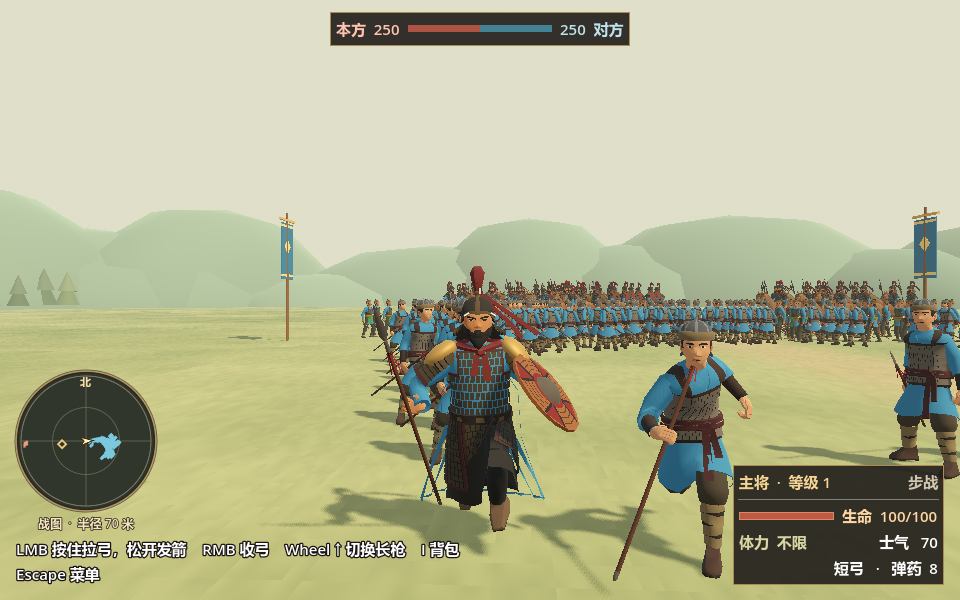 本方 250 250 对方
北
战图 · 半径 70 米
LMB 按住拉弓，松开发箭 RMB 收弓 Wheel ↑ 切换长枪 I 背包
Escape 菜单
主将 · 等级 1 步战
生命 100/100
体力 不限 士气 70
短弓 · 弹药 8